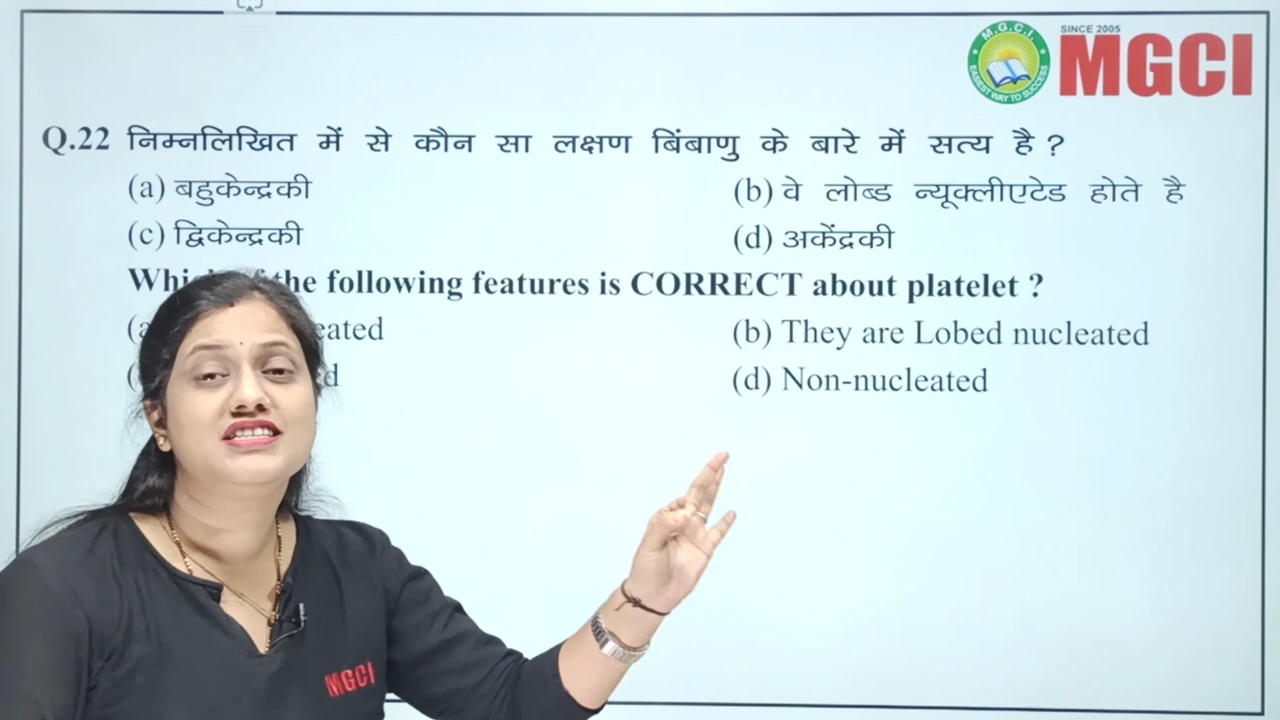 M.G.C.I.
EASIEST WAY TO SUCCESS
SINCE 2005
MGCI
Q.22 निम्नलिखित में से कौन सा लक्षण बिंबाणु के बारे में सत्य है ?
(a) बहुकेन्द्रकी (b) वे लोब्ड न्यूक्लीएटेड होते है
(c) द्विकेन्द्रकी (d) अकेंद्रकी
the following features is CORRECT about platelet ?
(b) They are Lobed nucleated
(d) Non-nucleated
MGCI